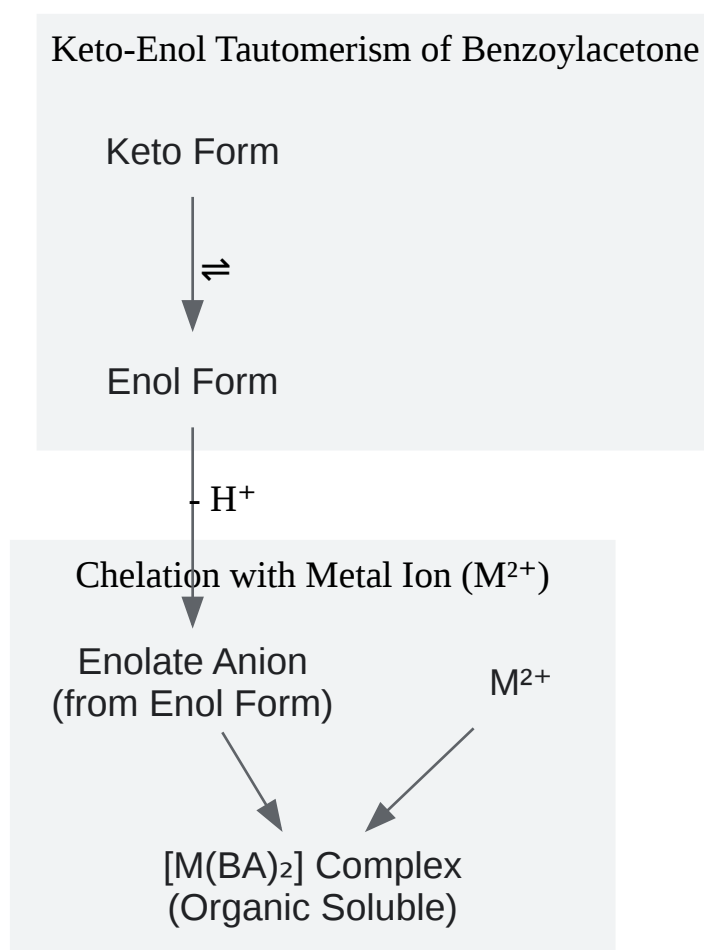 Keto-Enol Tautomerism of Benzoylacetone
Keto Form
⇌
Enol Form
- H⁺
Chelation with Metal Ion (M²⁺)
Enolate Anion
(from Enol Form)
M²⁺
[M(BA)₂] Complex
(Organic Soluble)